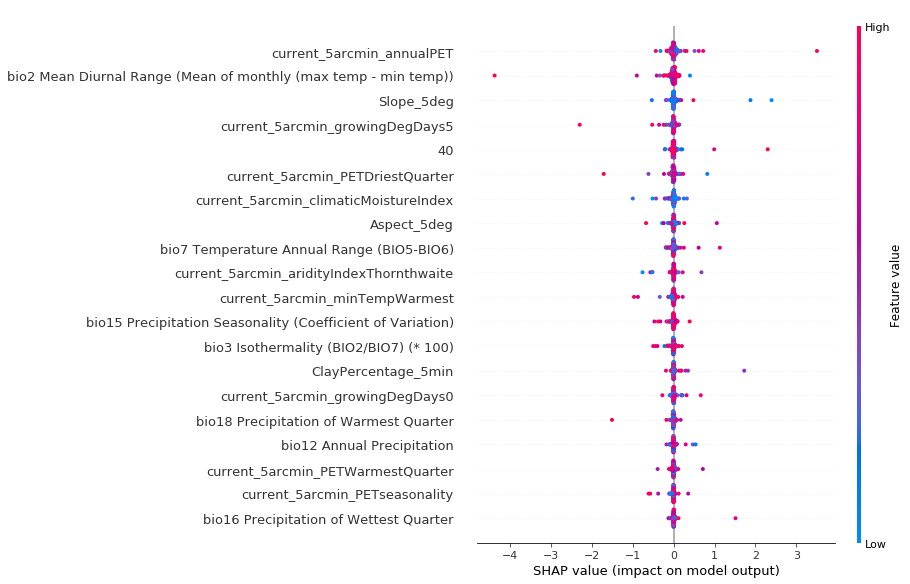 High
current_5arcmin_annualPET
bio2 Mean Diurnal Range (Mean of monthly (max temp - min temp))
Slope_5deg
current_5arcmin_growingDegDays5
40
current_5arcmin_PETDriestQuarter
current_5arcmin_climaticMoistureIndex
Aspect_5deg
bio7 Temperature Annual Range (BIO5-BIO6)
current_5arcmin_aridityIndexThornthwaite
current_5arcmin_minTempWarmest
bio15 Precipitation Seasonality (Coefficient of Variation)
bio3 Isothermality (BIO2/BIO7) (* 100)
ClayPercentage_5min
current_5arcmin_growingDegDays0
bio18 Precipitation of Warmest Quarter
bio12 Annual Precipitation
current_5arcmin_PETWarmestQuarter
current_5arcmin_PETseasonality
bio16 Precipitation of Wettest Quarter
Feature value
Low
−4 −3 −2 −1 0 1 2 3
SHAP value (impact on model output)